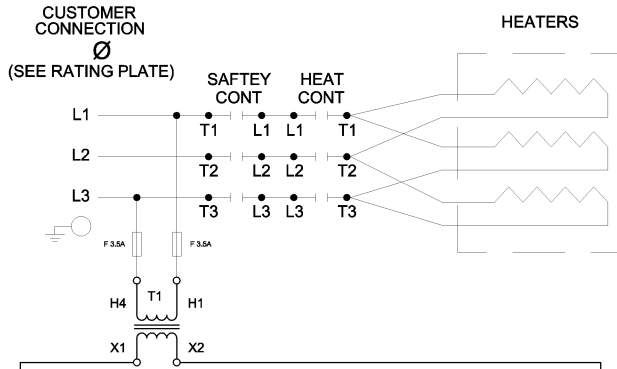 CUSTOMER
CONNECTION
Ø
(SEE RATING PLATE)
HEATERS
SAFTEY
CONT
HEAT
CONT
L1
T1 L1 L1 T1
L2
T2 L2 L2 T2
L3
T3 L3 L3 T3
F 3.5A F 3.5A
H4 T1 H1
X1 X2